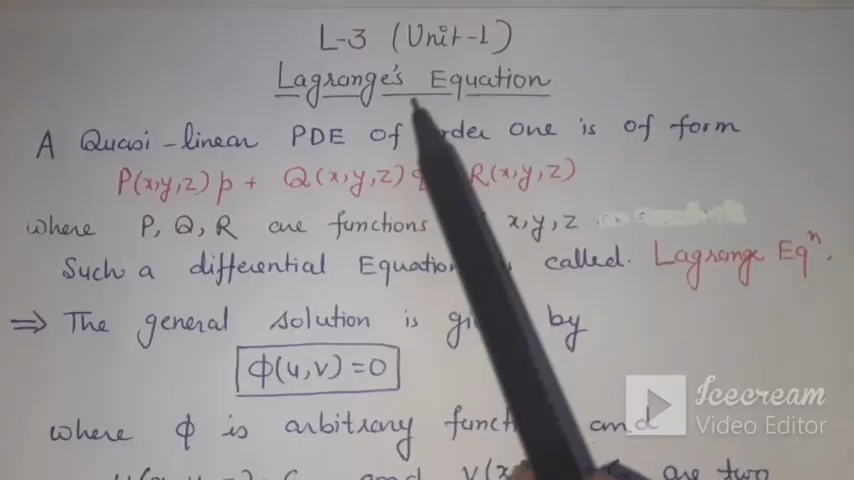 L-3 (Unit-1)
Lagrange's Equation
A Quasi-linear PDE of order one is of form
P(x,y,z)p + Q(x,y,z) R(x,y,z)
where P, Q, R are functions x,y,z
Such a differential Equation is called. Lagrange Eqⁿ.
⇒ The general solution is by
ϕ(u,v)=0
where ϕ is arbitrary and
and are two
Icecream
Video Editor